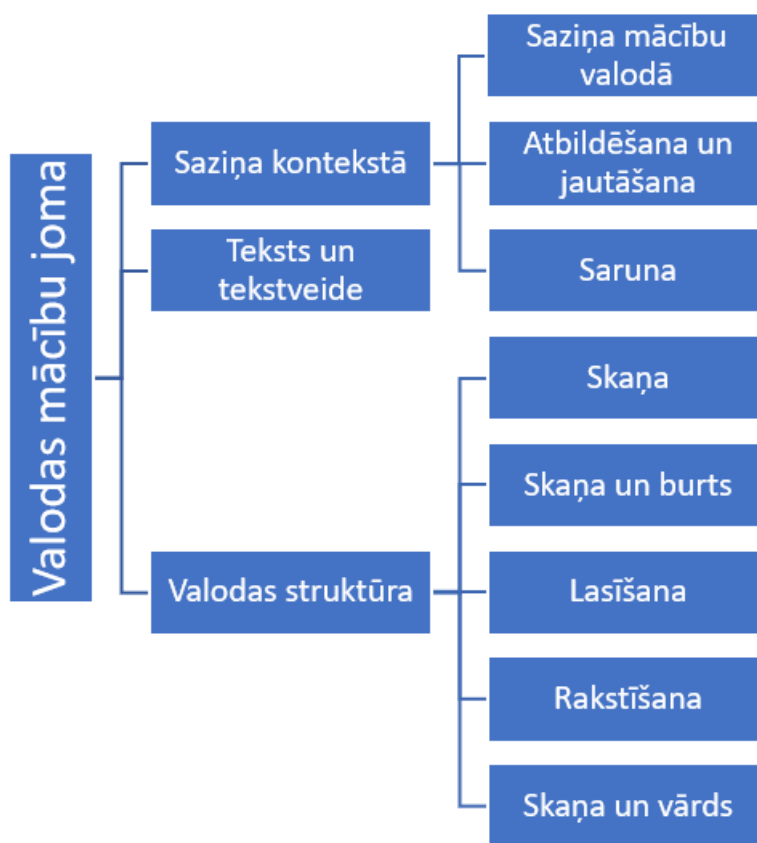 Valodas mācību joma
Saziņa kontekstā
Saziņa mācību
valodā
Atbildēšana un
jautāšana
Saruna
Teksts un
tekstveide
Valodas struktūra
Skaņa
Skaņa un burts
Lasīšana
Rakstīšana
Skaņa un vārds